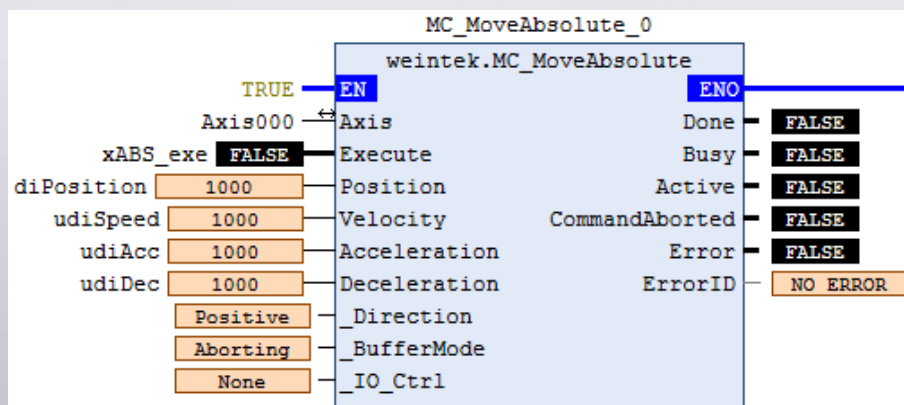 MC_MoveAbsolute_0
weintek.MC_MoveAbsolute
TRUE EN ENO
Axis000 Axis Done FALSE
xABS_exe FALSE Execute Busy FALSE
diPosition 1000 Position Active FALSE
udiSpeed 1000 Velocity CommandAborted FALSE
udiAcc 1000 Acceleration Error FALSE
udiDec 1000 Deceleration ErrorID NO ERROR
Positive _Direction
Aborting _BufferMode
None _IO_Ctrl